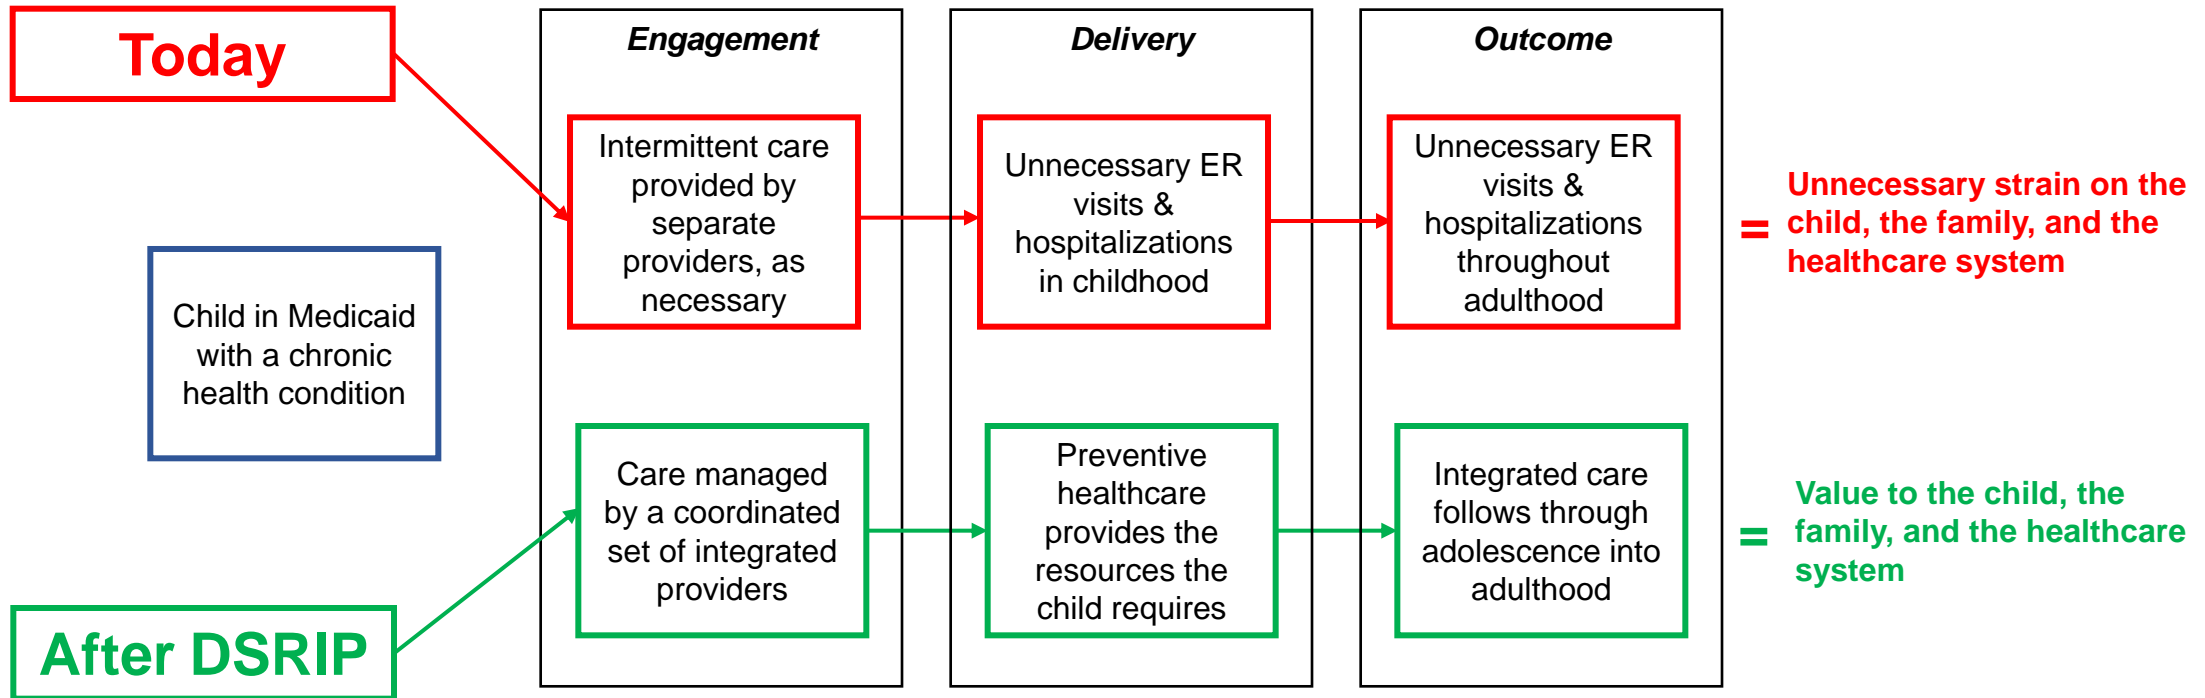 Today
Engagement
Delivery
Outcome
Intermittent care
provided by
separate
providers, as
necessary
Unnecessary ER
visits &
hospitalizations
in childhood
Unnecessary ER
visits &
hospitalizations
throughout
adulthood
=
Unnecessary strain on the
child, the family, and the
healthcare system
Child in Medicaid
with a chronic
health condition
After DSRIP
Care managed
by a coordinated
set of integrated
providers
Preventive
healthcare
provides the
resources the
child requires
Integrated care
follows through
adolescence into
adulthood
=
Value to the child, the
family, and the healthcare
system